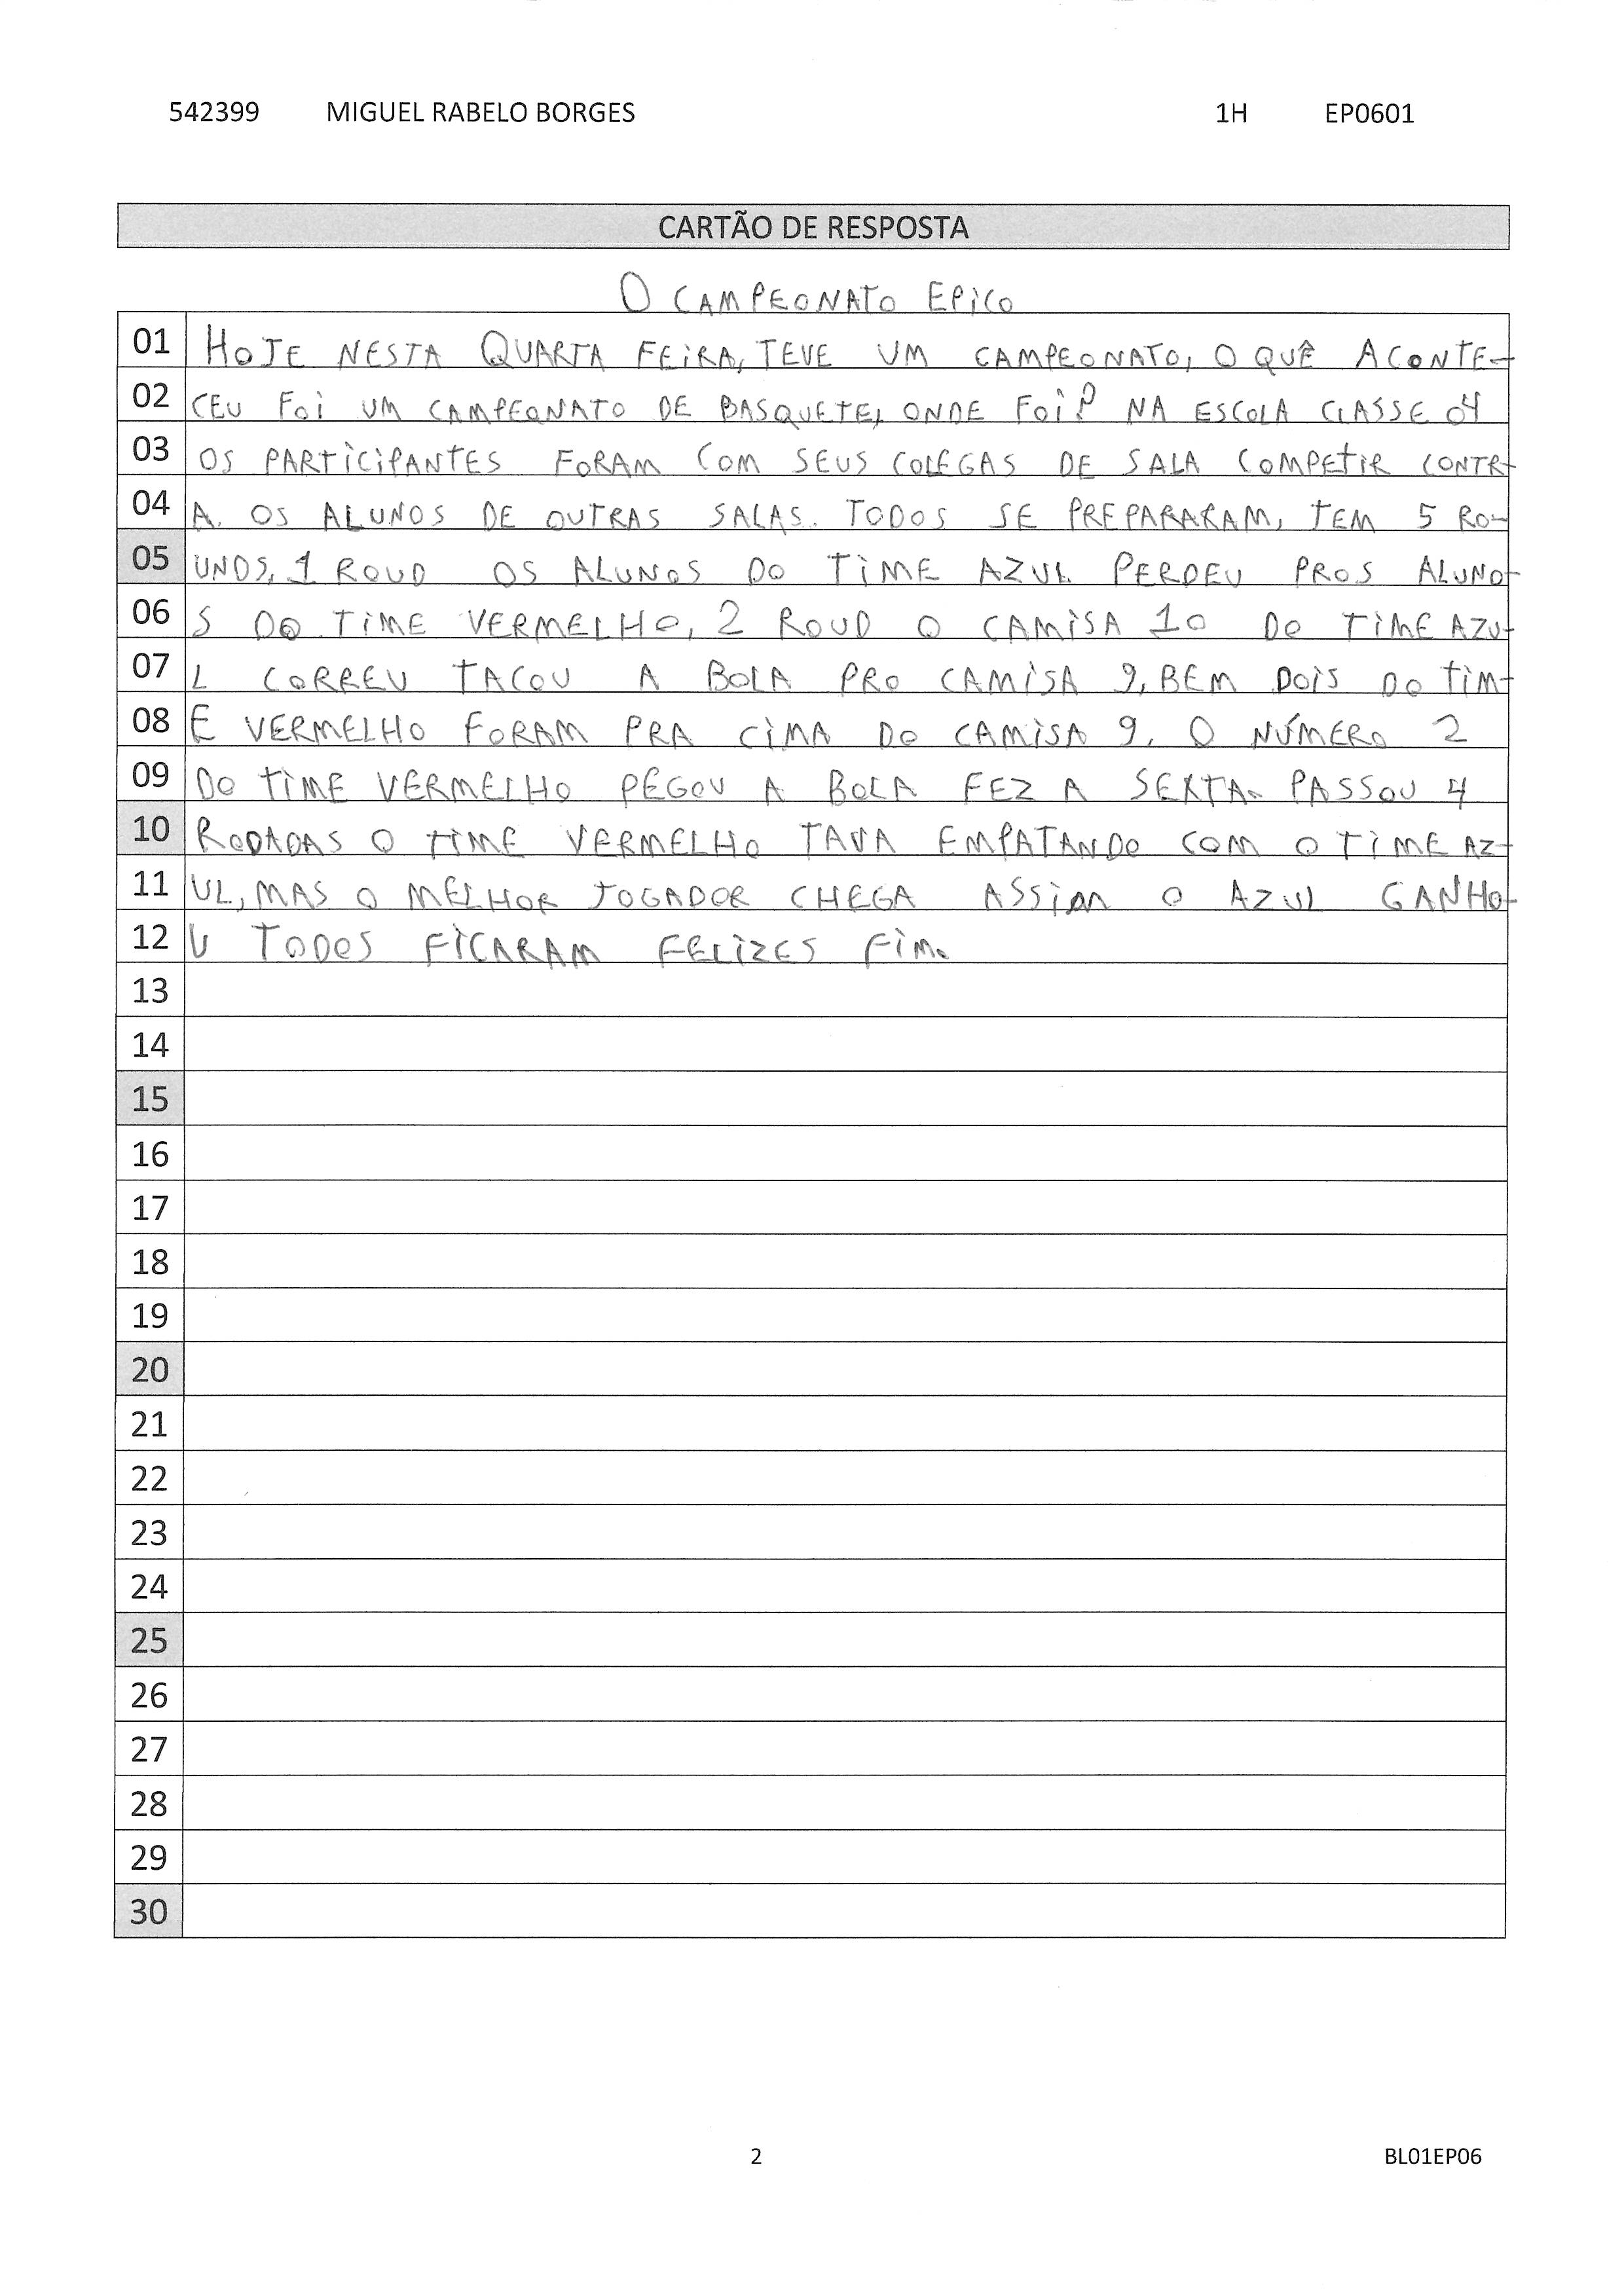 542399 MIGUEL RABELO BORGES 1H EP0601
CARTÃO DE RESPOSTA
O CAMPEONATO EPICO
01 HOJE NESTA QUARTA FEIRA, TEVE UM CAMPEONATO, O QUÊ ACONTE-
02 CEU FOI UM CAMPEONATO DE BASQUETE, ONDE FOI? NA ESCOLA CLASSE 04
03 OS PARTICIPANTES FORAM COM SEUS COLEGAS DE SALA COMPETIR CONTR-
04 A. OS ALUNOS DE OUTRAS SALAS. TODOS SE PREPARARAM, TEM 5 RO-
05 UNDS, 1 ROUD OS ALUNOS DO TIME AZUL PERDEU PROS ALUNO-
06 S DO TIME VERMELHO, 2 ROUD O CAMISA 10 DO TIME AZU-
07 L CORREU TACOU A BOLA PRO CAMISA 9, BEM DOIS DO TIM-
08 E VERMELHO FORAM PRA CIMA DO CAMISA 9. O NÚMERO 2
09 DO TIME VERMELHO PEGOU A BOLA FEZ A SEXTA. PASSOU 4
10 RODADAS O TIME VERMELHO TAVA EMPATANDO COM O TIME AZ-
11 UL, MAS O MELHOR JOGADOR CHEGA ASSIM O AZUL GANHO-
12 U TODOS FICARAM FELIZES FIM.
13
14
15
16
17
18
19
20
21
22
23
24
25
26
27
28
29
30
2 BL01EP06